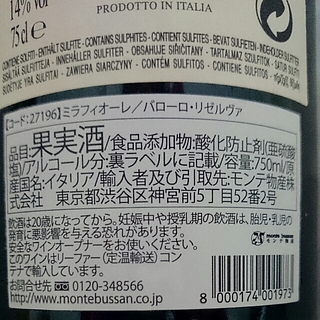 14% vol
PRODOTTO IN ITALIA
75 cl
CONTIENE SOLFITI - ENTHÄLT SULFITE - CONTAINS SULPHITES - CONTIENT SULFITES - BEVAT SULFIETEN -
INNEHÅLLER SULFITER - OBSAHUJE SIŘIČITANY - TARTALMAZ SZULFITOKAT -
ZAWIERA SIARCZYNY - CONTÉM SULFITOS
【コード:27196】ミラフィオーレ/バローロ・リゼルヴァ
品目:果実酒/食品添加物:酸化防止剤(亜硫酸
塩)/アルコール分:裏ラベルに記載/容量:750ml/原
産国名:イタリア/輸入者及び引取先:モンテ物産株
東京都渋谷区神宮前5丁目52番2号
飲酒は20歳になってから。妊娠中や授乳期の飲酒は、胎児・乳児の
発育に悪影響を与える恐れがあります。
安全なワインオープナーをお使いください。
このワインはリーファー(定温輸送)コン
テナで輸入しています。
お問合せ先 0120-348566
http://www.montebussan.co.jp
monte bussan
モンテ物産
8 000174 001973